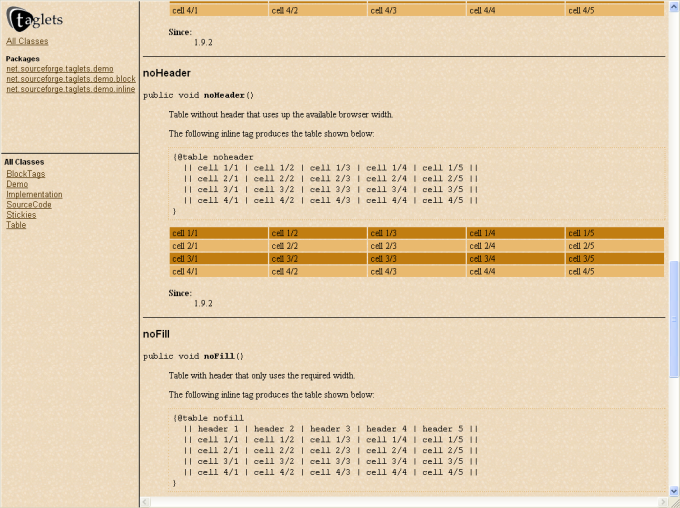 taglets
All Classes
Packages
net.sourceforge.taglets.demo
net.sourceforge.taglets.demo.block
net.sourceforge.taglets.demo.inline
All Classes
BlockTags
Demo
Implementation
SourceCode
Stickies
Table
cell 4/1 cell 4/2 cell 4/3 cell 4/4 cell 4/5
Since:
1.9.2
noHeader
public void noHeader()
Table without header that uses up the available browser width.
The following inline tag produces the table shown below:
{@table noheader
|| cell 1/1 | cell 1/2 | cell 1/3 | cell 1/4 | cell 1/5 ||
|| cell 2/1 | cell 2/2 | cell 2/3 | cell 2/4 | cell 2/5 ||
|| cell 3/1 | cell 3/2 | cell 3/3 | cell 3/4 | cell 3/5 ||
|| cell 4/1 | cell 4/2 | cell 4/3 | cell 4/4 | cell 4/5 ||
}
cell 1/1 cell 1/2 cell 1/3 cell 1/4 cell 1/5
cell 2/1 cell 2/2 cell 2/3 cell 2/4 cell 2/5
cell 3/1 cell 3/2 cell 3/3 cell 3/4 cell 3/5
cell 4/1 cell 4/2 cell 4/3 cell 4/4 cell 4/5
Since:
1.9.2
noFill
public void noFill()
Table with header that only uses the required width.
The following inline tag produces the table shown below:
{@table nofill
|| header 1 | header 2 | header 3 | header 4 | header 5 ||
|| cell 1/1 | cell 1/2 | cell 1/3 | cell 1/4 | cell 1/5 ||
|| cell 2/1 | cell 2/2 | cell 2/3 | cell 2/4 | cell 2/5 ||
|| cell 3/1 | cell 3/2 | cell 3/3 | cell 3/4 | cell 3/5 ||
|| cell 4/1 | cell 4/2 | cell 4/3 | cell 4/4 | cell 4/5 ||
}